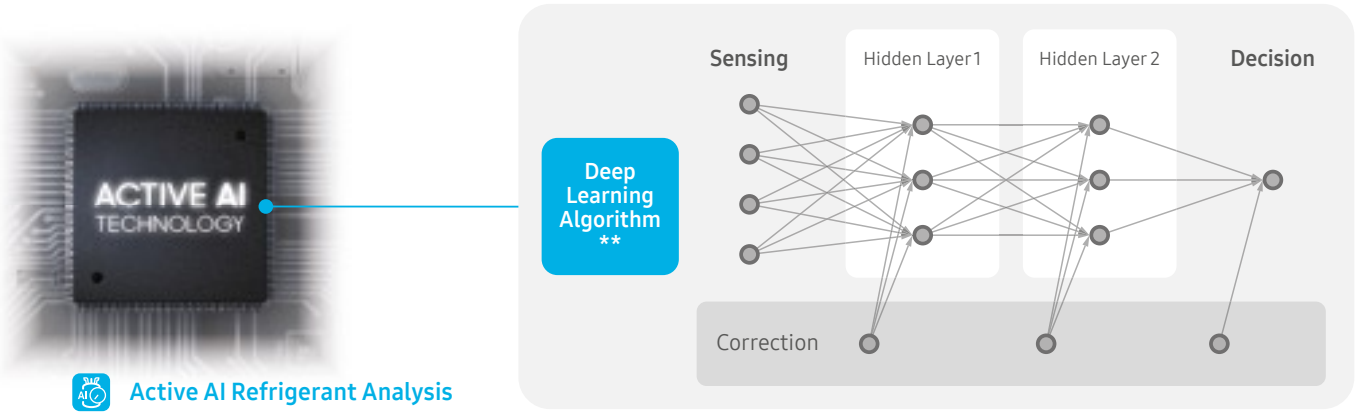 ACTIVE AI
TECHNOLOGY
AI
Active AI Refrigerant Analysis
Deep
Learning
Algorithm
**
Sensing
Hidden Layer 1
Hidden Layer 2
Decision
Correction